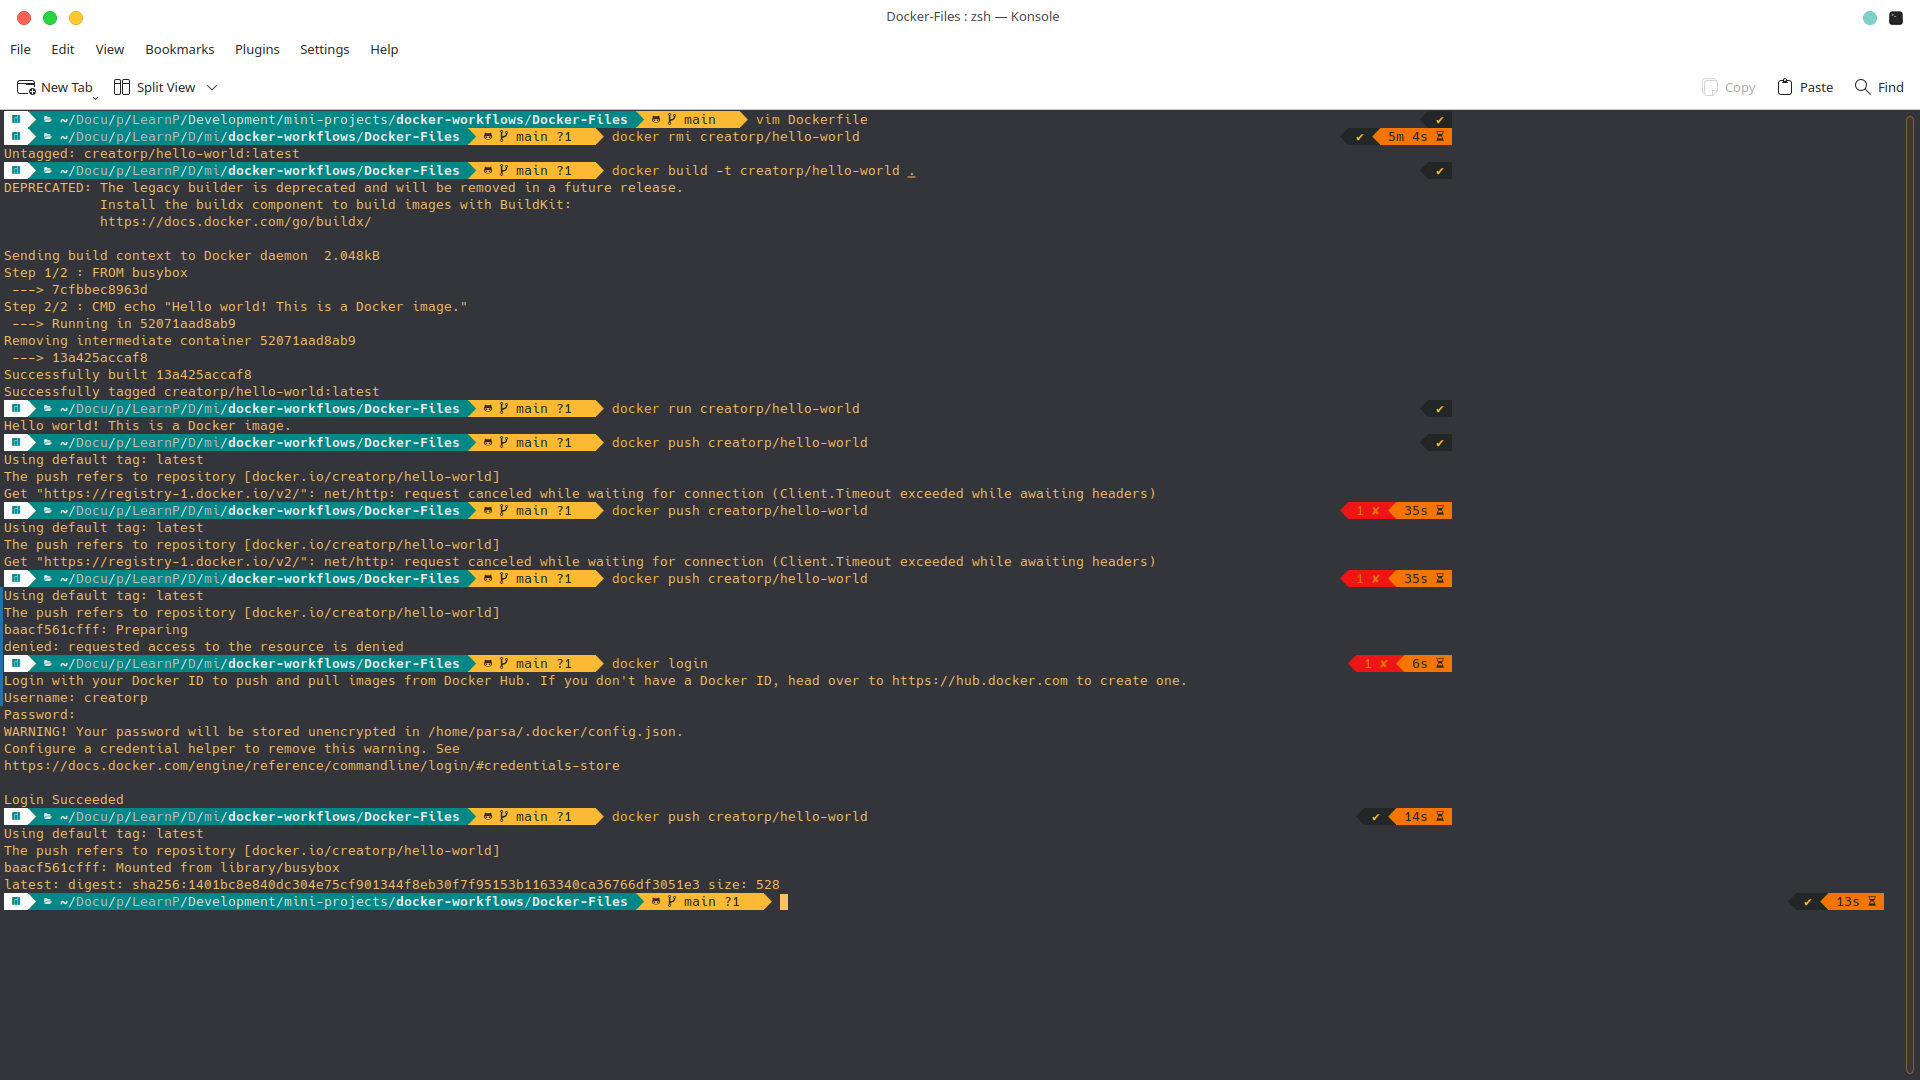 Docker-Files : zsh — Konsole
File Edit View Bookmarks Plugins Settings Help
New Tab Split View Copy Paste Find
~/Docu/p/LearnP/Development/mini-projects/docker-workflows/Docker-Files main vim Dockerfile ✔
~/Docu/p/LearnP/D/mi/docker-workflows/Docker-Files main ?1 docker rmi creatorp/hello-world ✔ 5m 4s
Untagged: creatorp/hello-world:latest
~/Docu/p/LearnP/D/mi/docker-workflows/Docker-Files main ?1 docker build -t creatorp/hello-world . ✔
DEPRECATED: The legacy builder is deprecated and will be removed in a future release.
Install the buildx component to build images with BuildKit:
https://docs.docker.com/go/buildx/
Sending build context to Docker daemon  2.048kB
Step 1/2 : FROM busybox
---> 7cfbbec8963d
Step 2/2 : CMD echo "Hello world! This is a Docker image."
---> Running in 52071aad8ab9
Removing intermediate container 52071aad8ab9
---> 13a425accaf8
Successfully built 13a425accaf8
Successfully tagged creatorp/hello-world:latest
~/Docu/p/LearnP/D/mi/docker-workflows/Docker-Files main ?1 docker run creatorp/hello-world ✔
Hello world! This is a Docker image.
~/Docu/p/LearnP/D/mi/docker-workflows/Docker-Files main ?1 docker push creatorp/hello-world ✔
Using default tag: latest
The push refers to repository [docker.io/creatorp/hello-world]
Get "https://registry-1.docker.io/v2/": net/http: request canceled while waiting for connection (Client.Timeout exceeded while awaiting headers)
~/Docu/p/LearnP/D/mi/docker-workflows/Docker-Files main ?1 docker push creatorp/hello-world 1 ✘ 35s
Using default tag: latest
The push refers to repository [docker.io/creatorp/hello-world]
Get "https://registry-1.docker.io/v2/": net/http: request canceled while waiting for connection (Client.Timeout exceeded while awaiting headers)
~/Docu/p/LearnP/D/mi/docker-workflows/Docker-Files main ?1 docker push creatorp/hello-world 1 ✘ 35s
Using default tag: latest
The push refers to repository [docker.io/creatorp/hello-world]
baacf561cfff: Preparing
denied: requested access to the resource is denied
~/Docu/p/LearnP/D/mi/docker-workflows/Docker-Files main ?1 docker login 1 ✘ 6s
Login with your Docker ID to push and pull images from Docker Hub. If you don't have a Docker ID, head over to https://hub.docker.com to create one.
Username: creatorp
Password:
WARNING! Your password will be stored unencrypted in /home/parsa/.docker/config.json.
Configure a credential helper to remove this warning. See
https://docs.docker.com/engine/reference/commandline/login/#credentials-store
Login Succeeded
~/Docu/p/LearnP/D/mi/docker-workflows/Docker-Files main ?1 docker push creatorp/hello-world ✔ 14s
Using default tag: latest
The push refers to repository [docker.io/creatorp/hello-world]
baacf561cfff: Mounted from library/busybox
latest: digest: sha256:1401bc8e840dc304e75cf901344f8eb30f7f95153b1163340ca36766df3051e3 size: 528
~/Docu/p/LearnP/Development/mini-projects/docker-workflows/Docker-Files main ?1 ✔ 13s